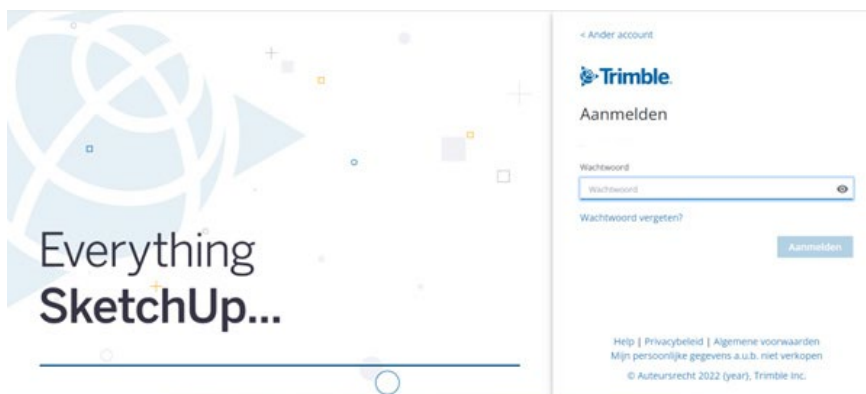 Everything
SketchUp...
< Ander account
Trimble.
Aanmelden
Wachtwoord
Wachtwoord
Wachtwoord vergeten?
Aanmelden
Help | Privacybeleid | Algemene voorwaarden
Mijn persoonlijke gegevens a.u.b. niet verkopen
© Auteursrecht 2022 (year), Trimble Inc.